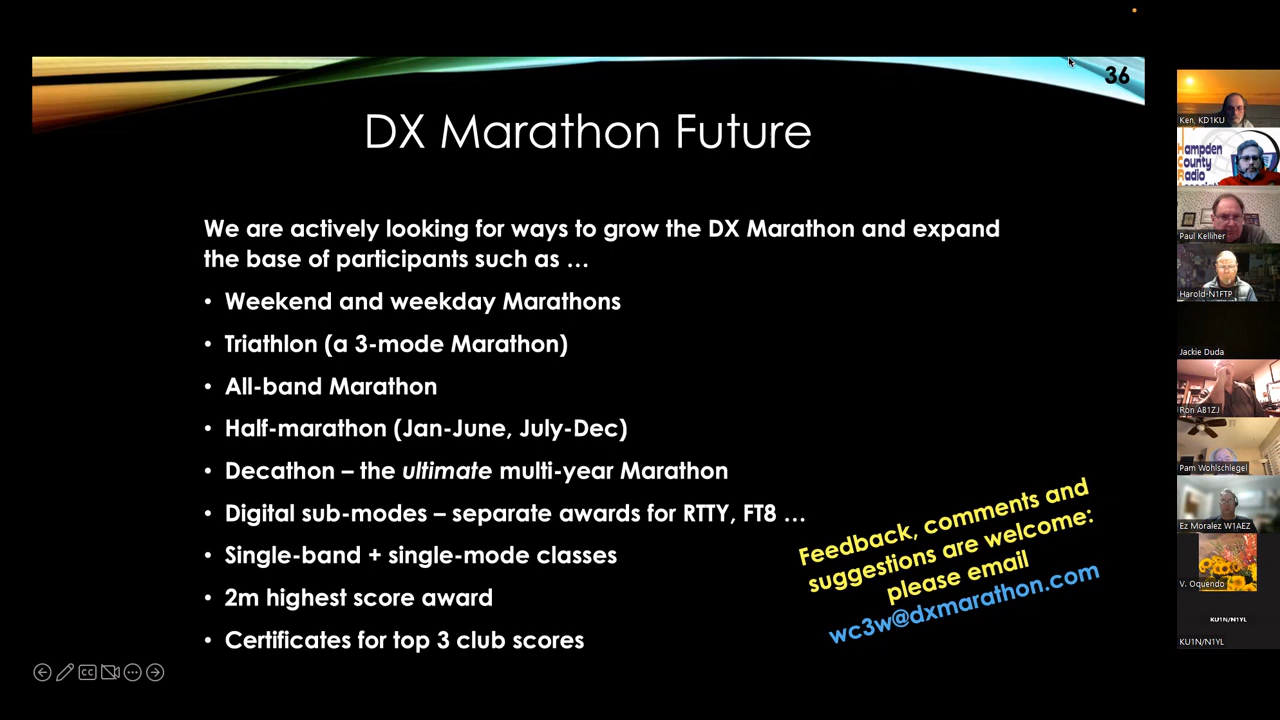 36
DX Marathon Future
We are actively looking for ways to grow the DX Marathon and expand
the base of participants such as …
• Weekend and weekday Marathons
• Triathlon (a 3-mode Marathon)
• All-band Marathon
• Half-marathon (Jan-June, July-Dec)
• Decathon – the ultimate multi-year Marathon
• Digital sub-modes – separate awards for RTTY, FT8 …
• Single-band + single-mode classes
• 2m highest score award
• Certificates for top 3 club scores
Feedback, comments and
suggestions are welcome:
please email
wc3w@dxmarathon.com
CC
Ken, KD1KU
Hampden
County
Radio
Paul Kelliher
Harold-N1FTP
Jackie Duda
Ron AB1ZJ
Pam Wohlschlegel
Ez Moralez W1AEZ
V. Oquendo
KU1N/N1YL
KU1N/N1YL